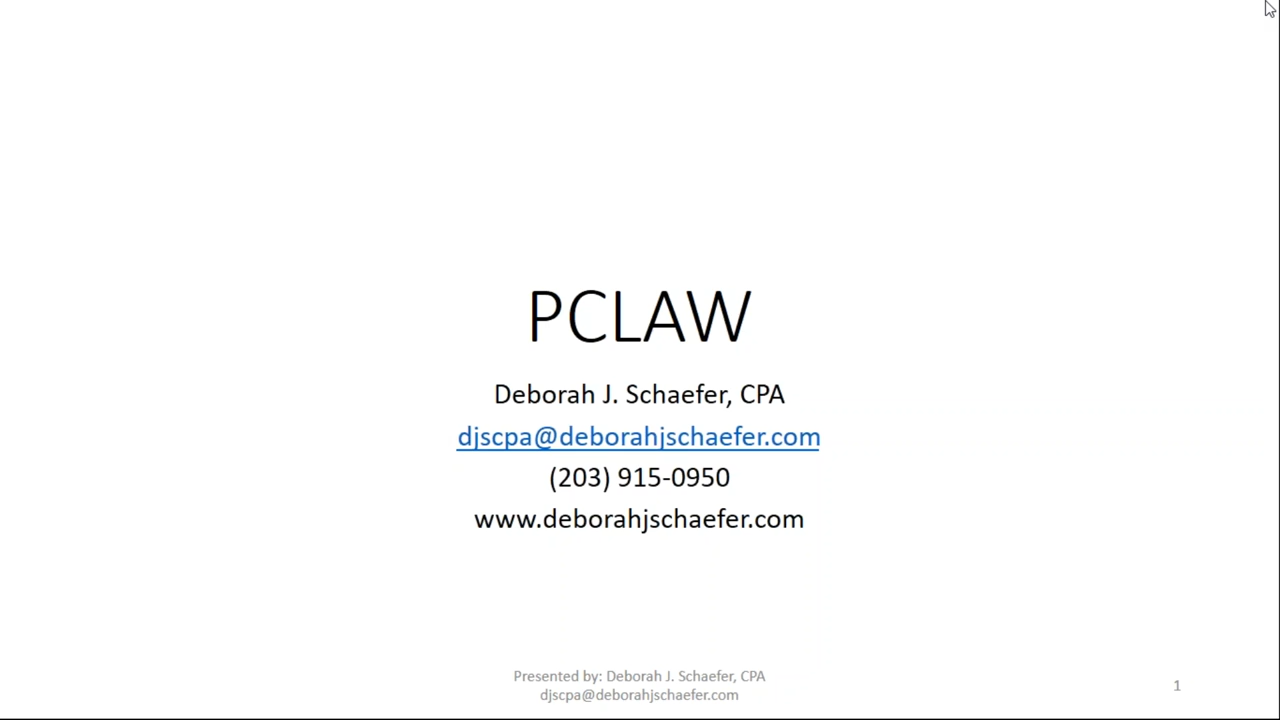 PCLAW
Deborah J. Schaefer, CPA
djscpa@deborahjschaefer.com
(203) 915-0950
www.deborahjschaefer.com
Presented by: Deborah J. Schaefer, CPA
djscpa@deborahjschaefer.com
1